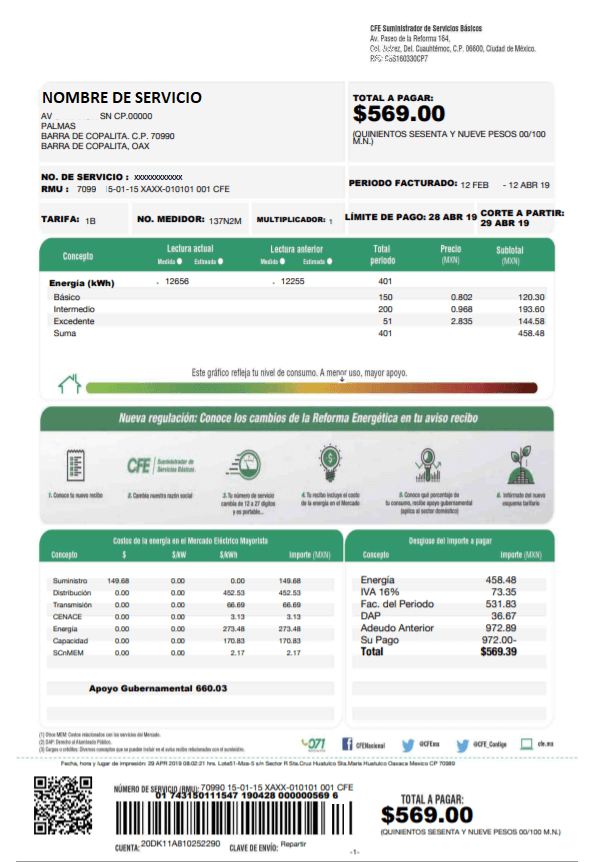 CFE Suministrador de Servicios Básicos
Av. Paseo de la Reforma 164,
Col. Juárez, Del. Cuauhtémoc, C.P. 06600, Ciudad de México.
NOMBRE DE SERVICIO
AV SN CP.00000
PALMAS
BARRA DE COPALITA. C.P. 70990
BARRA DE COPALITA, OAX
TOTAL A PAGAR:
$569.00
(QUINIENTOS SESENTA Y NUEVE PESOS 00/100 M.N.)
NO. DE SERVICIO : xxxxxxxxxxxx
RMU : 7099 15-01-15 XAXX-010101 001 CFE
PERIODO FACTURADO: 12 FEB - 12 ABR 19
TARIFA: 1B
NO. MEDIDOR: 137N2M
MULTIPLICADOR: 1
LÍMITE DE PAGO: 28 ABR 19
CORTE A PARTIR: 29 ABR 19
Concepto Lectura actual Lectura anterior Total periodo Precio (MXN) Subtotal (MXN)
Medida Estimada Medida Estimada
Energía (kWh) 12656 12255 401
Básico 150 0.802 120.30
Intermedio 200 0.968 193.60
Excedente 51 2.835 144.58
Suma 401 458.48
Este gráfico refleja tu nivel de consumo. A menor uso, mayor apoyo.
Nueva regulación: Conoce los cambios de la Reforma Energética en tu aviso recibo
CFE Suministrador de Servicios Básicos
1. Conoce tu nuevo recibo
2. Cambia nuestra razón social
3. Tu número de servicio cambia de 12 a 27 dígitos y es portable...
4. Tu recibo incluye el costo de la energía en el Mercado
5. Conoce qué porcentaje de tu consumo, recibe apoyo gubernamental (aplica al sector doméstico)
6. Infórmate del nuevo esquema tarifario
Costos de la energía en el Mercado Eléctrico Mayorista
Concepto $ $/kW $/kWh Importe (MXN)
Suministro 149.68 0.00 0.00 149.68
Distribución 0.00 0.00 452.53 452.53
Transmisión 0.00 0.00 66.69 66.69
CENACE 0.00 0.00 3.13 3.13
Energía 0.00 0.00 273.48 273.48
Capacidad 0.00 0.00 170.83 170.83
SCnMEM 0.00 0.00 2.17 2.17
Apoyo Gubernamental 660.03
Desglose del importe a pagar
Concepto Importe (MXN)
Energía 458.48
IVA 16% 73.35
Fac. del Periodo 531.83
DAP 36.67
Adeudo Anterior 972.89
Su Pago 972.00-
Total $569.39
(1) Otros MEM: Costos relacionados con los servicios del Mercado.
(2) DAP: Derecho al Alumbrado Público.
(3) Cargos o créditos: Diversos conceptos que se pueden incluir en el aviso recibo relacionados con el suministro.
071
CFENacional
@CFEmx
@CFE_Contigo
cfe.mx
Fecha, hora y lugar de impresión: 29 APR 2019 08:02:21 hrs. Lote51-Mza-5 s/n Sector R Sta.Cruz Huatulco Sta.María Huatulco Oaxaca Mexico CP 70989
NÚMERO DE SERVICIO (RMU): 70990 15-01-15 XAXX-010101 001 CFE
01 743150111547 190428 000000569 6
CUENTA: 20DK11A810252290 CLAVE DE ENVÍO: Repartir
TOTAL A PAGAR:
$569.00
(QUINIENTOS SESENTA Y NUEVE PESOS 00/100 M.N.)
-1-